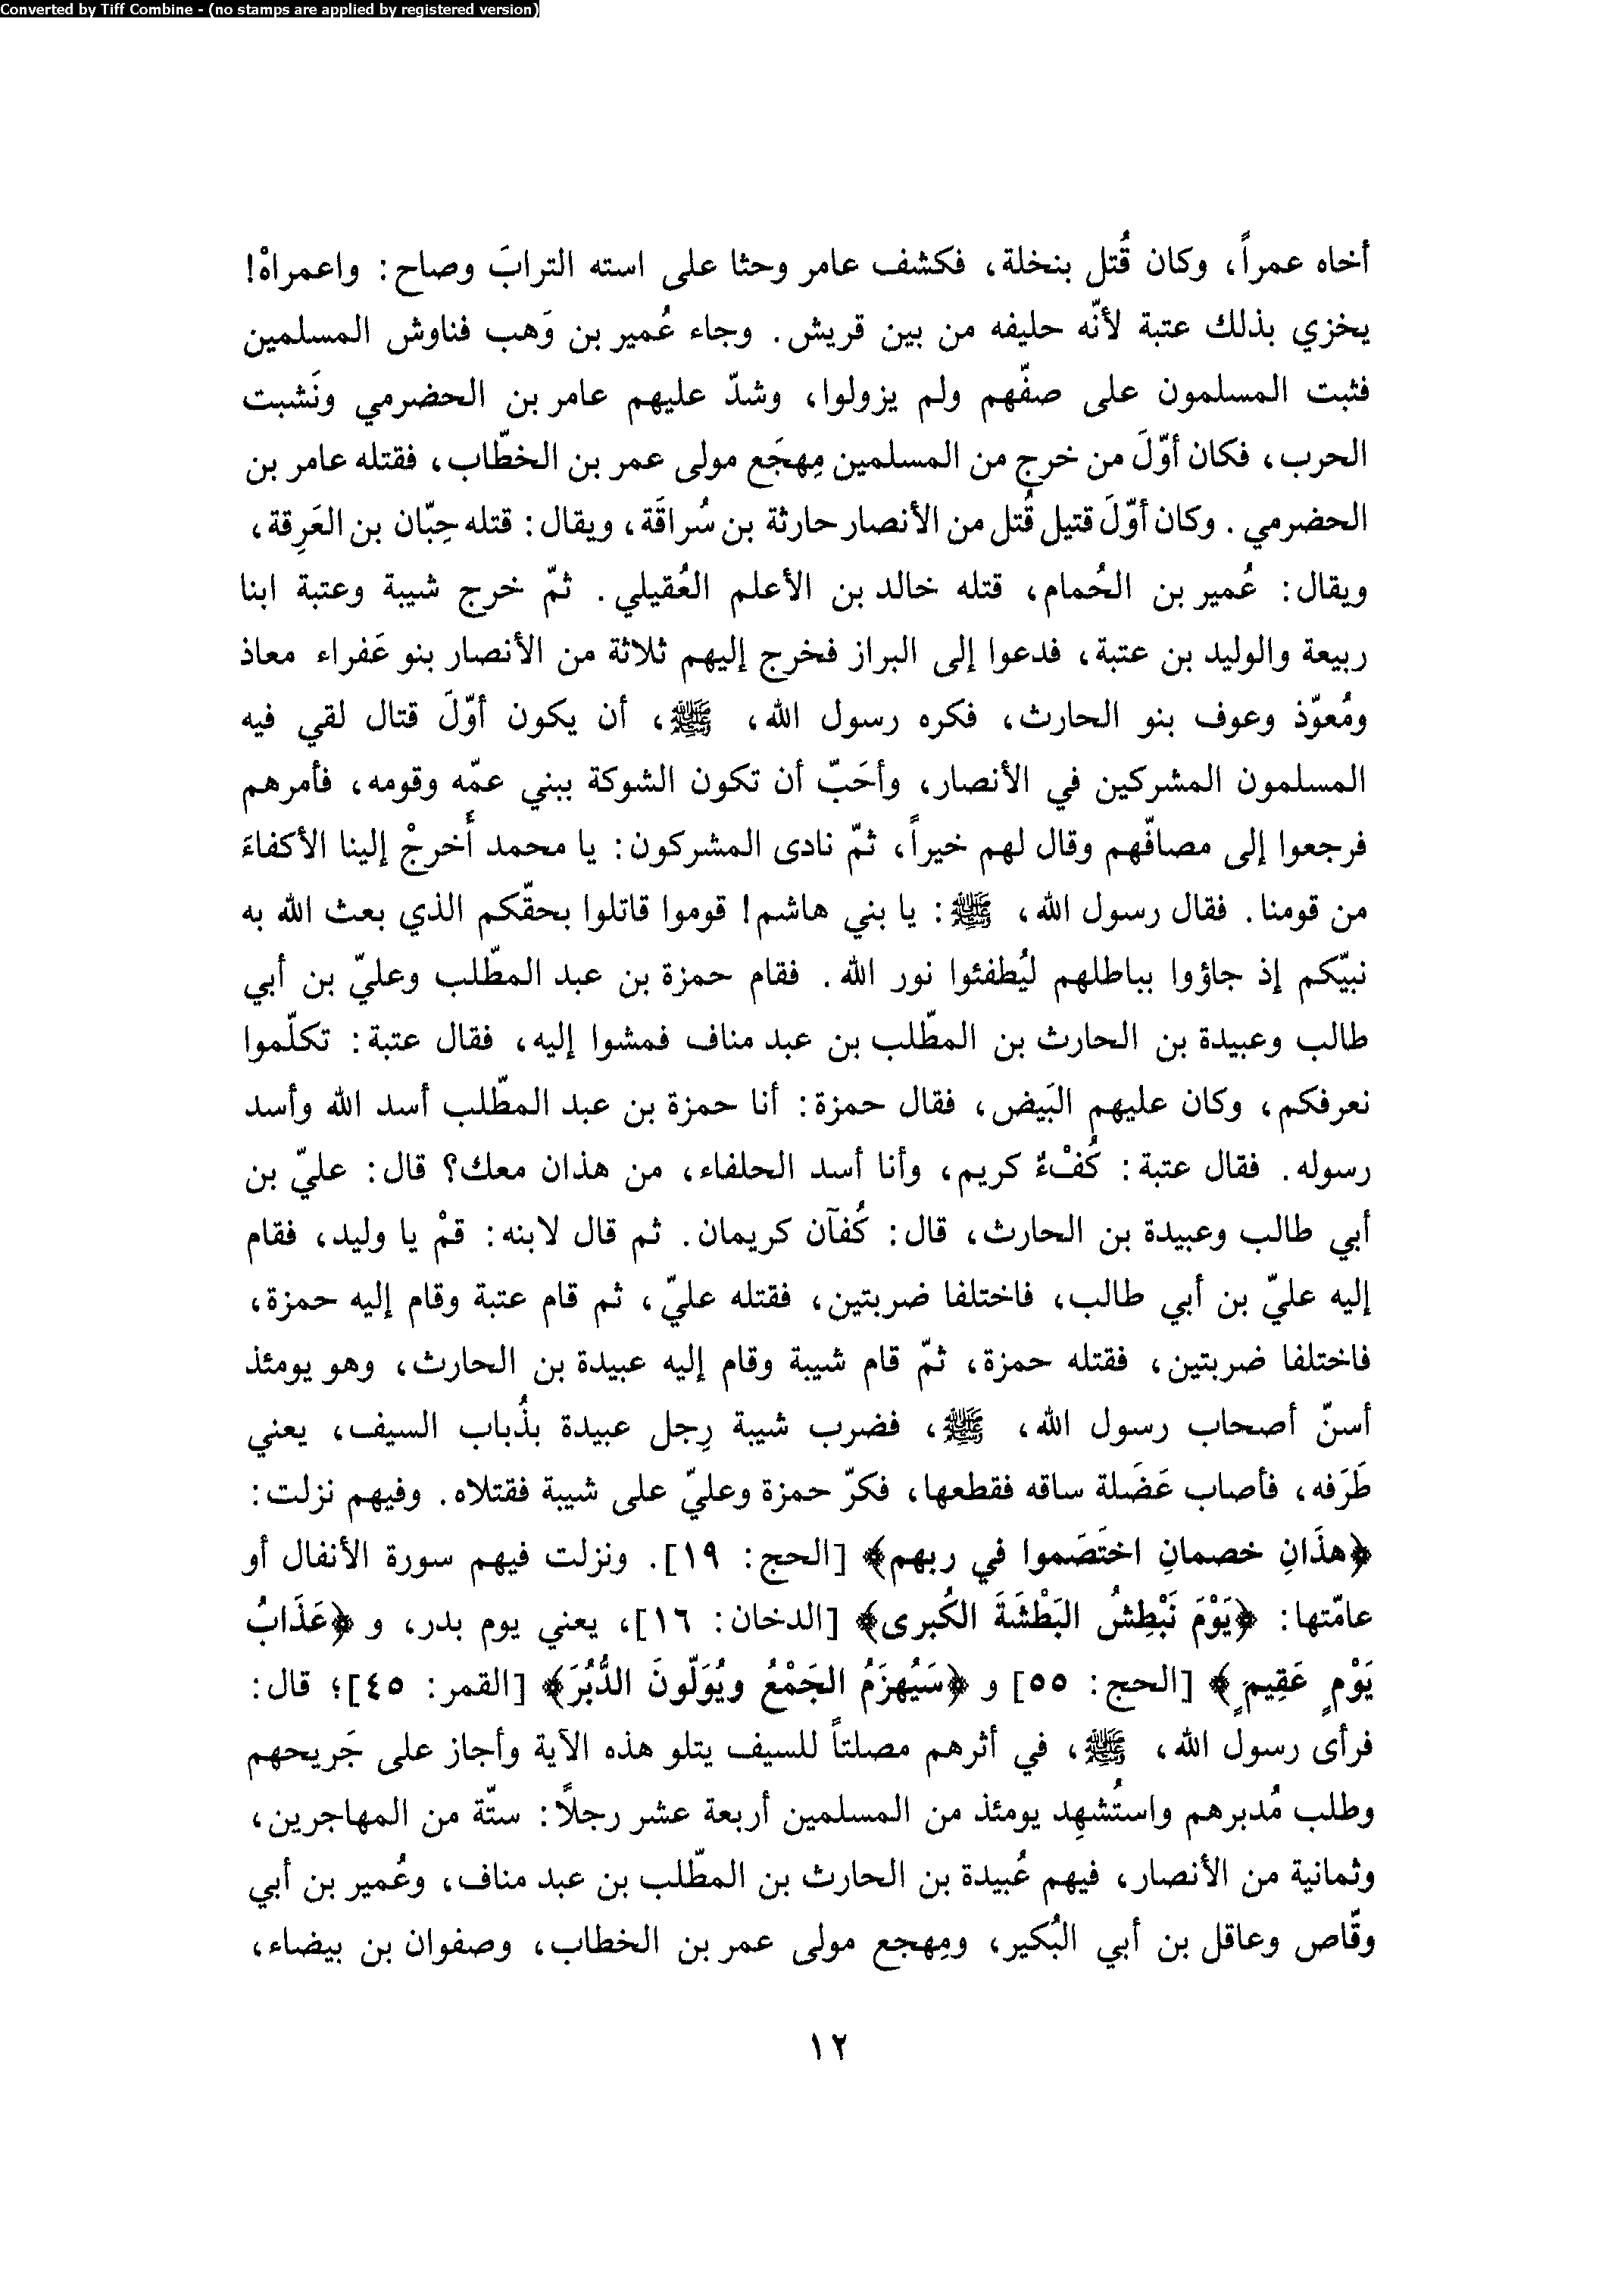 Converted by Tiff Combine - (no stamps are applied by registered version)
أخاه عمراً، وكان قُتل بنخلة، فكشف عامر وحثا على استه الترابَ وصاح: واعمراهْ!
يخزي بذلك عتبة لأنّه حليفه من بين قريش. وجاء عُمير بن وَهب فناوش المسلمين
فثبت المسلمون على صفّهم ولم يزولوا، وشدّ عليهم عامر بن الحضرمي ونَشبت
الحرب، فكان أوّلَ من خرج من المسلمين مِهجَع مولى عمر بن الخطّاب، فقتله عامر بن
الحضرمي. وكان أوّلَ قتيل قُتل من الأنصار حارثة بن سُراقَة، ويقال: قتله حِبّان بن العَرِقة،
ويقال: عُمير بن الحُمام، قتله خالد بن الأعلم العُقيلي. ثمّ خرج شيبة وعتبة ابنا
ربيعة والوليد بن عتبة، فدعوا إلى البراز فخرج إليهم ثلاثة من الأنصار بنو عَفراء معاذ
ومُعوّذ وعوف بنو الحارث، فكره رسول الله، ﷺ، أن يكون أوّلَ قتال لقي فيه
المسلمون المشركين في الأنصار، وأحَبّ أن تكون الشوكة ببني عمّه وقومه، فأمرهم
فرجعوا إلى مصافّهم وقال لهم خيراً، ثمّ نادى المشركون: يا محمد أَخرجْ إلينا الأكفاءَ
من قومنا. فقال رسول الله، ﷺ: يا بني هاشم! قوموا قاتلوا بحقّكم الذي بعث الله به
نبيّكم إذ جاؤوا بباطلهم ليُطفئوا نور الله. فقام حمزة بن عبد المطّلب وعليّ بن أبي
طالب وعبيدة بن الحارث بن المطّلب بن عبد مناف فمشوا إليه، فقال عتبة: تكلّموا
نعرفكم، وكان عليهم البَيض، فقال حمزة: أنا حمزة بن عبد المطّلب أسد الله وأسد
رسوله. فقال عتبة: كُفْءٌ كريم، وأنا أسد الحلفاء، من هذان معك؟ قال: عليّ بن
أبي طالب وعبيدة بن الحارث، قال: كُفآن كريمان. ثم قال لابنه: قمْ يا وليد، فقام
إليه عليّ بن أبي طالب، فاختلفا ضربتين، فقتله عليّ، ثم قام عتبة وقام إليه حمزة،
فاختلفا ضربتين، فقتله حمزة، ثمّ قام شيبة وقام إليه عبيدة بن الحارث، وهو يومئذ
أسنّ أصحاب رسول الله، ﷺ، فضرب شيبة رِجل عبيدة بذُباب السيف، يعني
طَرَفه، فأصاب عَضَلة ساقه فقطعها، فكرّ حمزة وعليّ على شيبة فقتلاه. وفيهم نزلت:
﴿هذَانِ خصمانِ اختَصَموا في ربهم﴾ [الحج: ١٩]. ونزلت فيهم سورة الأنفال أو
عامّتها: ﴿يَوْمَ نَبْطِشُ البَطْشَةَ الكُبرى﴾ [الدخان: ١٦]، يعني يوم بدر، و ﴿عَذَابُ
يَوْمٍ عَقِيمٍ﴾ [الحج: ٥٥] و ﴿سَيُهزَمُ الجَمْعُ ويُوَلّونَ الدُّبُرَ﴾ [القمر: ٤٥]؛ قال:
فرأى رسول الله، ﷺ، في أثرهم مصلتاً للسيف يتلو هذه الآية وأجاز على جَريحهم
وطلب مُدبرهم واستُشهِد يومئذ من المسلمين أربعة عشر رجلاً: ستّة من المهاجرين،
وثمانية من الأنصار، فيهم عُبيدة بن الحارث بن المطّلب بن عبد مناف، وعُمير بن أبي
وقّاص وعاقل بن أبي البُكير، ومِهجع مولى عمر بن الخطاب، وصفوان بن بيضاء،
١٢